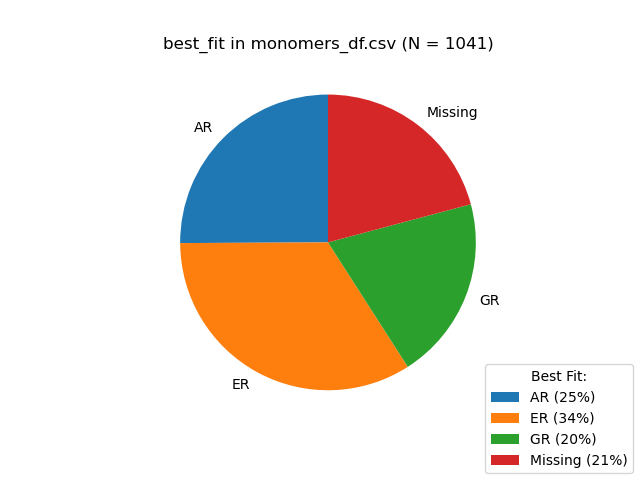 best_fit in monomers_df.csv (N = 1041)
Missing
AR
GR
ER
Best Fit:
AR (25%)
ER (34%)
GR (20%)
Missing (21%)